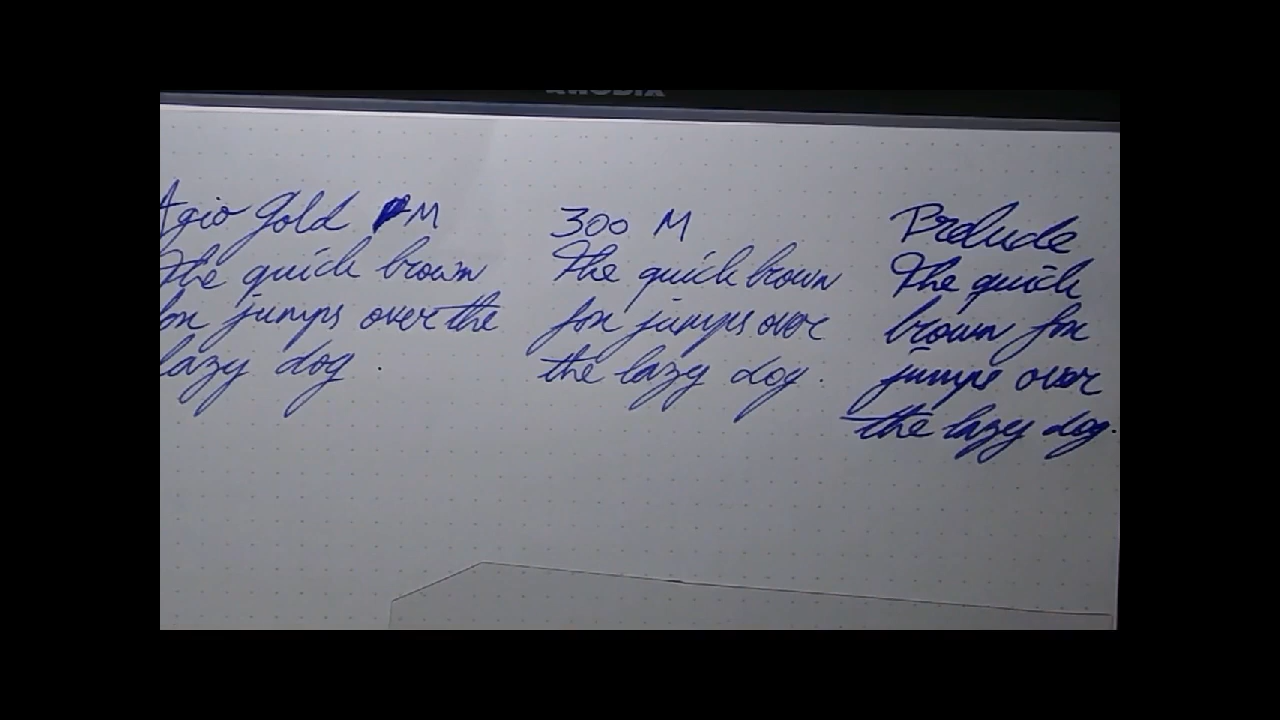 Agio Gold M
The quick brown
fox jumps over the
lazy dog.
300 M
The quick brown
fox jumps over
the lazy dog.
Prelude
The quick
brown fox
jumps over
the lazy dog.